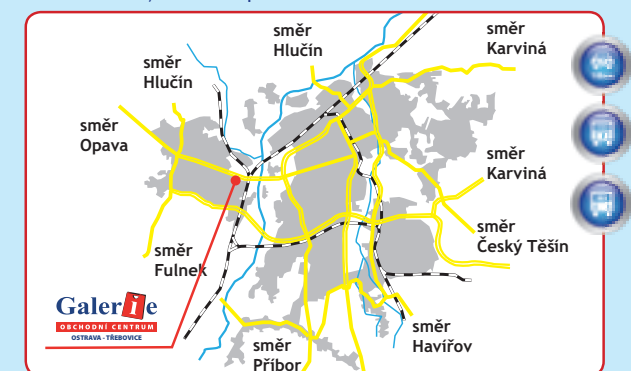 směr
Hlučín
směr
Karviná
směr
Hlučín
směr
Opava
směr
Karviná
směr
Český Těšín
směr
Fulnek
Galerie
OBCHODNÍ CENTRUM
OSTRAVA - TŘEBOVICE
směr
Havířov
směr
Příbor